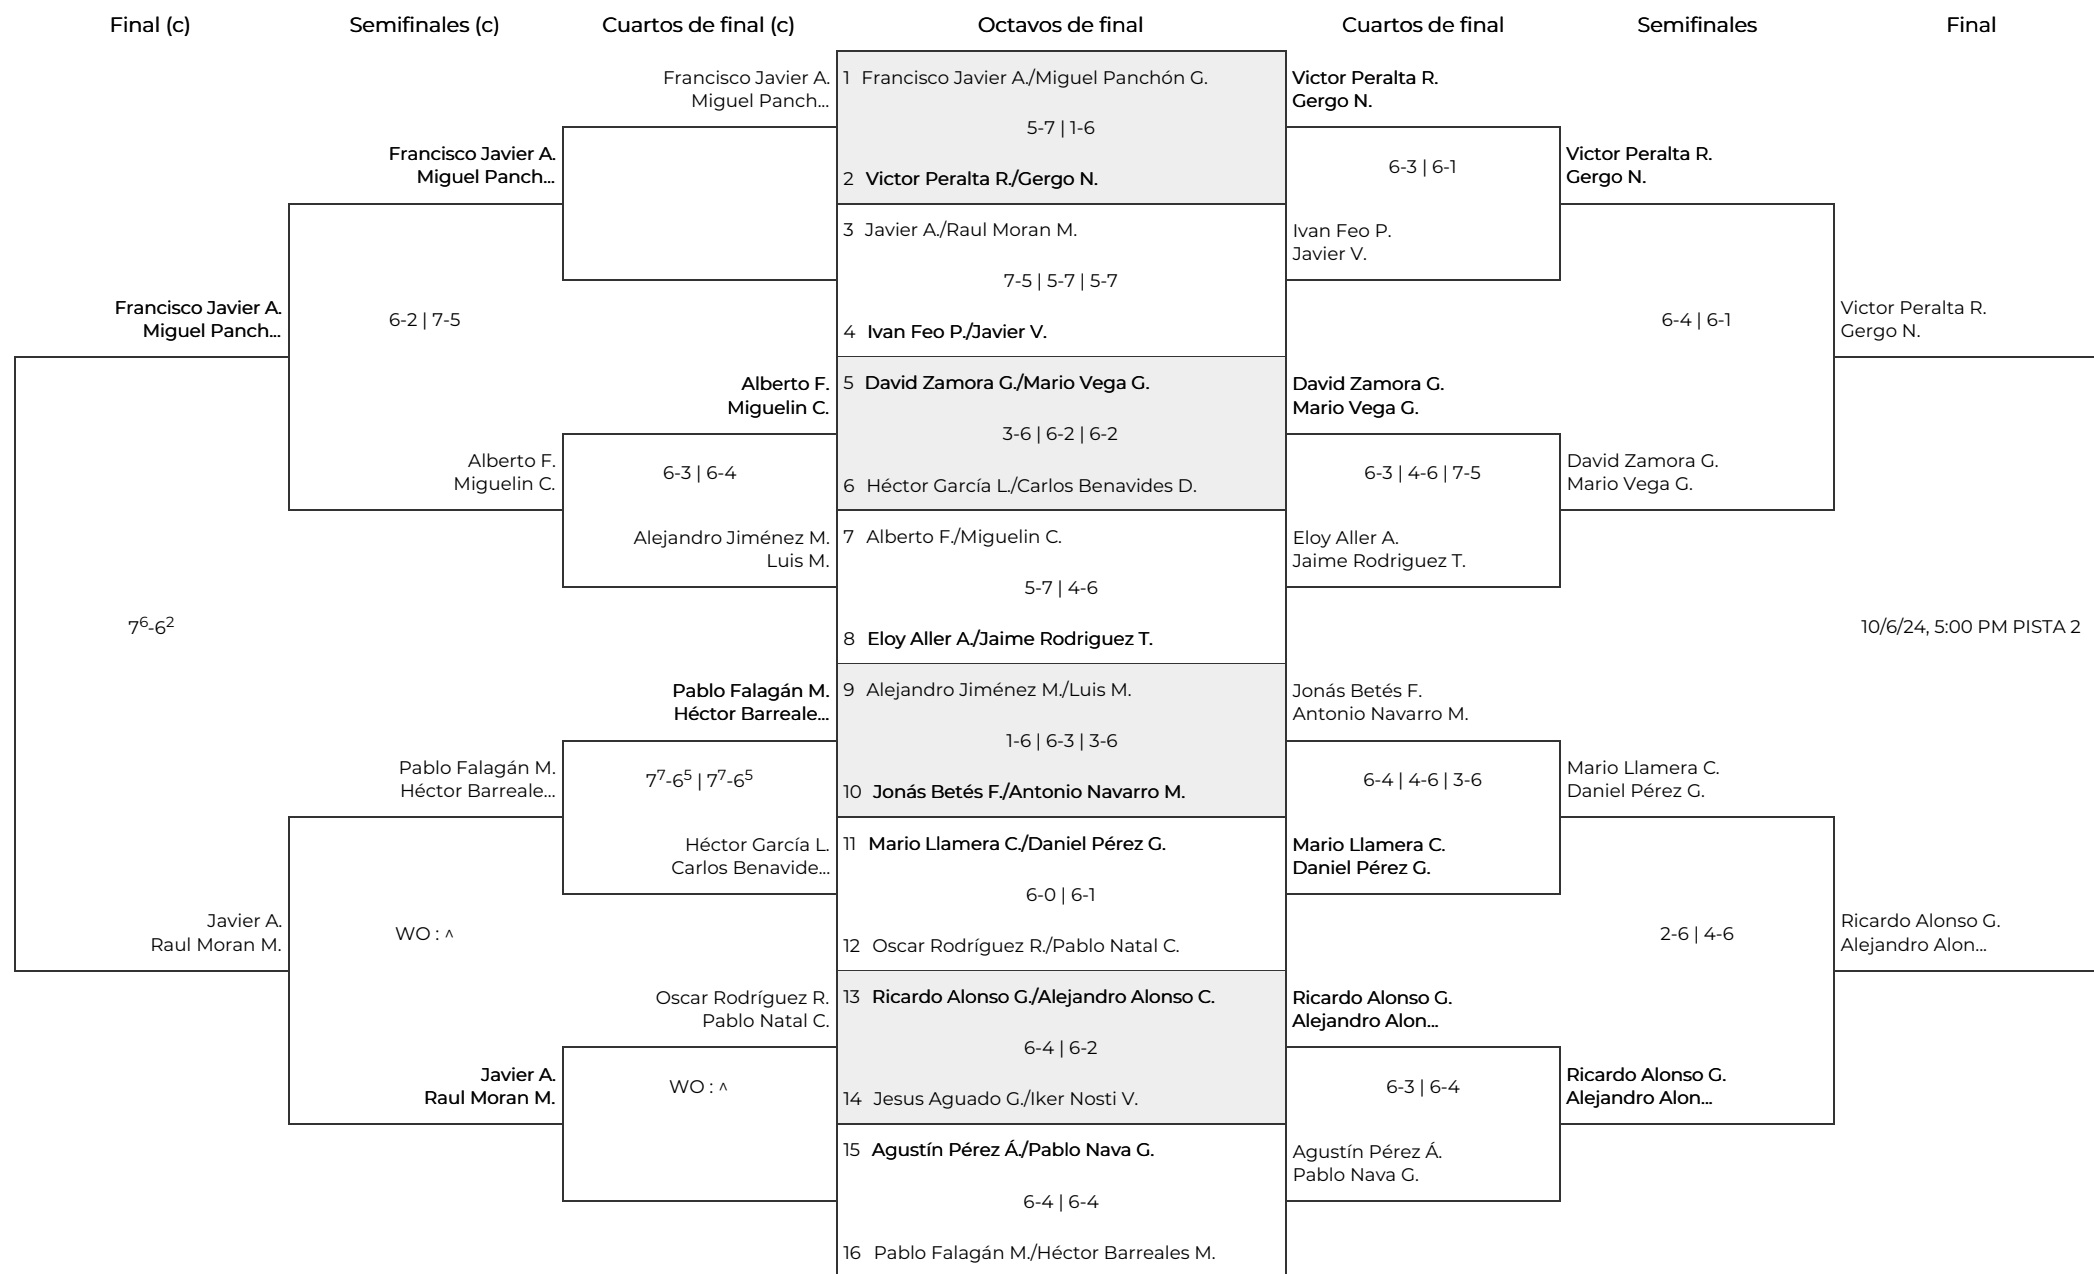 Final (c)
Semifinales (c)
Cuartos de final (c)
Octavos de final
Cuartos de final
Semifinales
Final
Francisco Javier A.
Miguel Panch...
Alberto F.
Miguelin C.
6-3 | 6-4
Alejandro Jiménez M.
Luis M.
Pablo Falagán M.
Héctor Barreale...
7⁷-6⁵ | 7⁷-6⁵
Héctor García L.
Carlos Benavide...
Oscar Rodríguez R.
Pablo Natal C.
WO : ^
Francisco Javier A.
Miguel Panch...
6-2 | 7-5
Alberto F.
Miguelin C.
Pablo Falagán M.
Héctor Barreale...
WO : ^
Javier A.
Raul Moran M.
Francisco Javier A.
Miguel Panch...
7⁶-6²
Javier A.
Raul Moran M.
1 Francisco Javier A./Miguel Panchón G.
5-7 | 1-6
2 Victor Peralta R./Gergo N.
3 Javier A./Raul Moran M.
7-5 | 5-7 | 5-7
4 Ivan Feo P./Javier V.
5 David Zamora G./Mario Vega G.
3-6 | 6-2 | 6-2
6 Héctor García L./Carlos Benavides D.
7 Alberto F./Miguelin C.
5-7 | 4-6
8 Eloy Aller A./Jaime Rodriguez T.
9 Alejandro Jiménez M./Luis M.
1-6 | 6-3 | 3-6
10 Jonás Betés F./Antonio Navarro M.
11 Mario Llamera C./Daniel Pérez G.
6-0 | 6-1
12 Oscar Rodríguez R./Pablo Natal C.
13 Ricardo Alonso G./Alejandro Alonso C.
6-4 | 6-2
14 Jesus Aguado G./Iker Nosti V.
15 Agustín Pérez Á./Pablo Nava G.
6-4 | 6-4
16 Pablo Falagán M./Héctor Barreales M.
Victor Peralta R.
Gergo N.
6-3 | 6-1
Ivan Feo P.
Javier V.
David Zamora G.
Mario Vega G.
6-3 | 4-6 | 7-5
Eloy Aller A.
Jaime Rodriguez T.
Jonás Betés F.
Antonio Navarro M.
6-4 | 4-6 | 3-6
Mario Llamera C.
Daniel Pérez G.
Ricardo Alonso G.
Alejandro Alon...
6-3 | 6-4
Agustín Pérez Á.
Pablo Nava G.
Victor Peralta R.
Gergo N.
6-4 | 6-1
David Zamora G.
Mario Vega G.
Mario Llamera C.
Daniel Pérez G.
2-6 | 4-6
Ricardo Alonso G.
Alejandro Alon...
Victor Peralta R.
Gergo N.
10/6/24, 5:00 PM PISTA 2
Ricardo Alonso G.
Alejandro Alon...